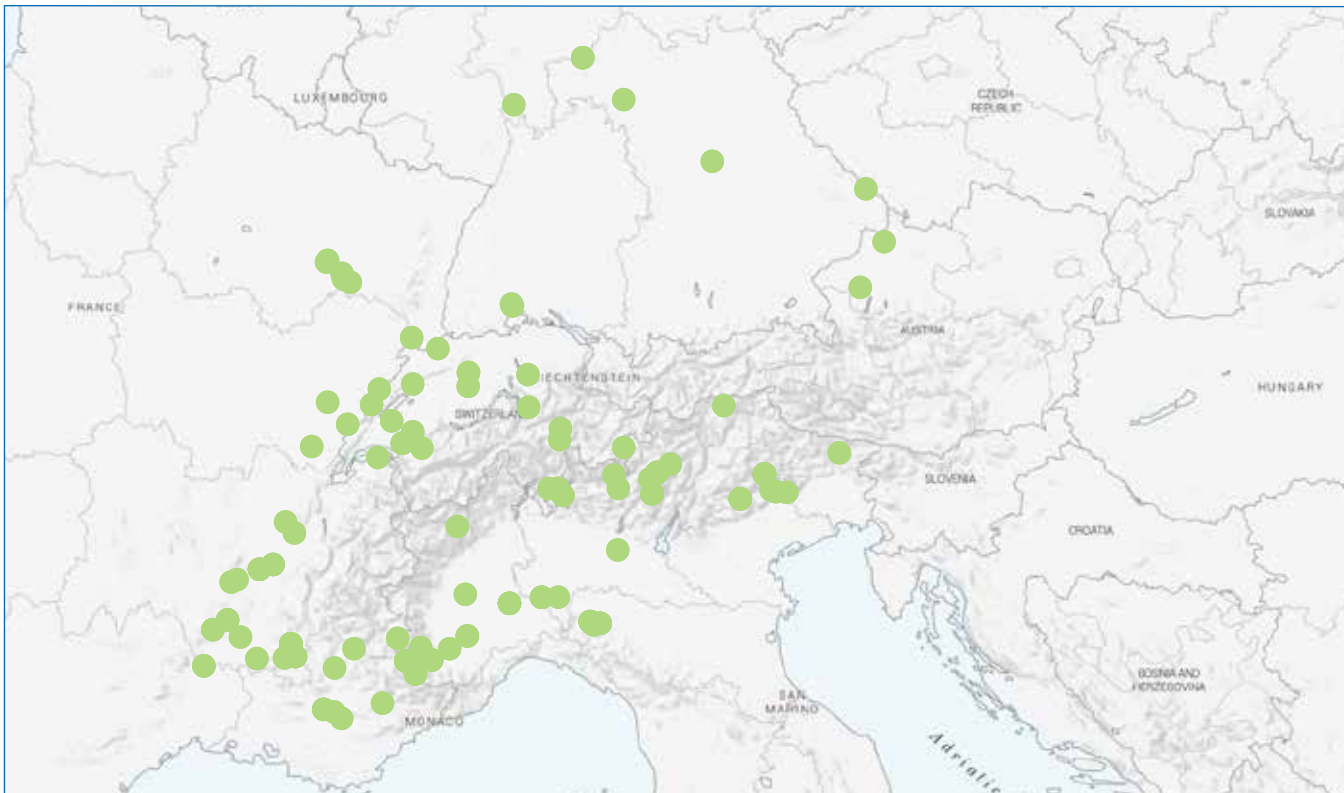 LUXEMBOURG
CZECH
REPUBLIC
SLOVAKIA
FRANCE
AUSTRIA
LIECHTENSTEIN
HUNGARY
SWITZERLAND
SLOVENIA
CROATIA
BOSNIA AND
HERZEGOVINA
SAN
MARINO
MONACO
Adriatic